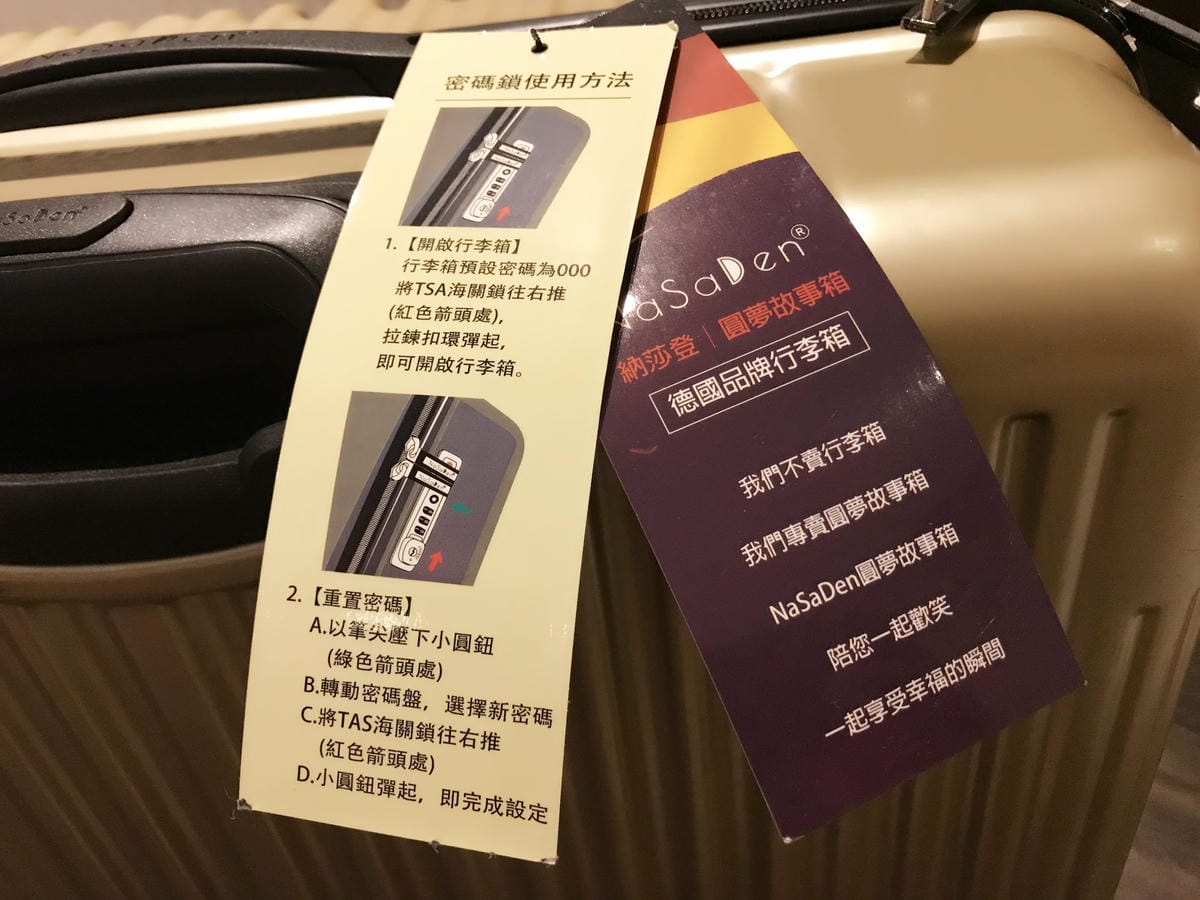 密碼鎖使用方法
1.【開啟行李箱】
行李箱預設密碼為000
將TSA海關鎖往右推
(紅色箭頭處),
拉鍊扣環彈起,
即可開啟行李箱。
2.【重置密碼】
A.以筆尖壓下小圓鈕
(綠色箭頭處)
B.轉動密碼盤，選擇新密碼
C.將TAS海關鎖往右推
(紅色箭頭處)
D.小圓鈕彈起，即完成設定
NaSaDen®
納莎登｜圓夢故事箱
德國品牌行李箱
我們不賣行李箱
我們專賣圓夢故事箱
NaSaDen圓夢故事箱
陪您一起歡笑
一起享受幸福的瞬間
NaSaDen